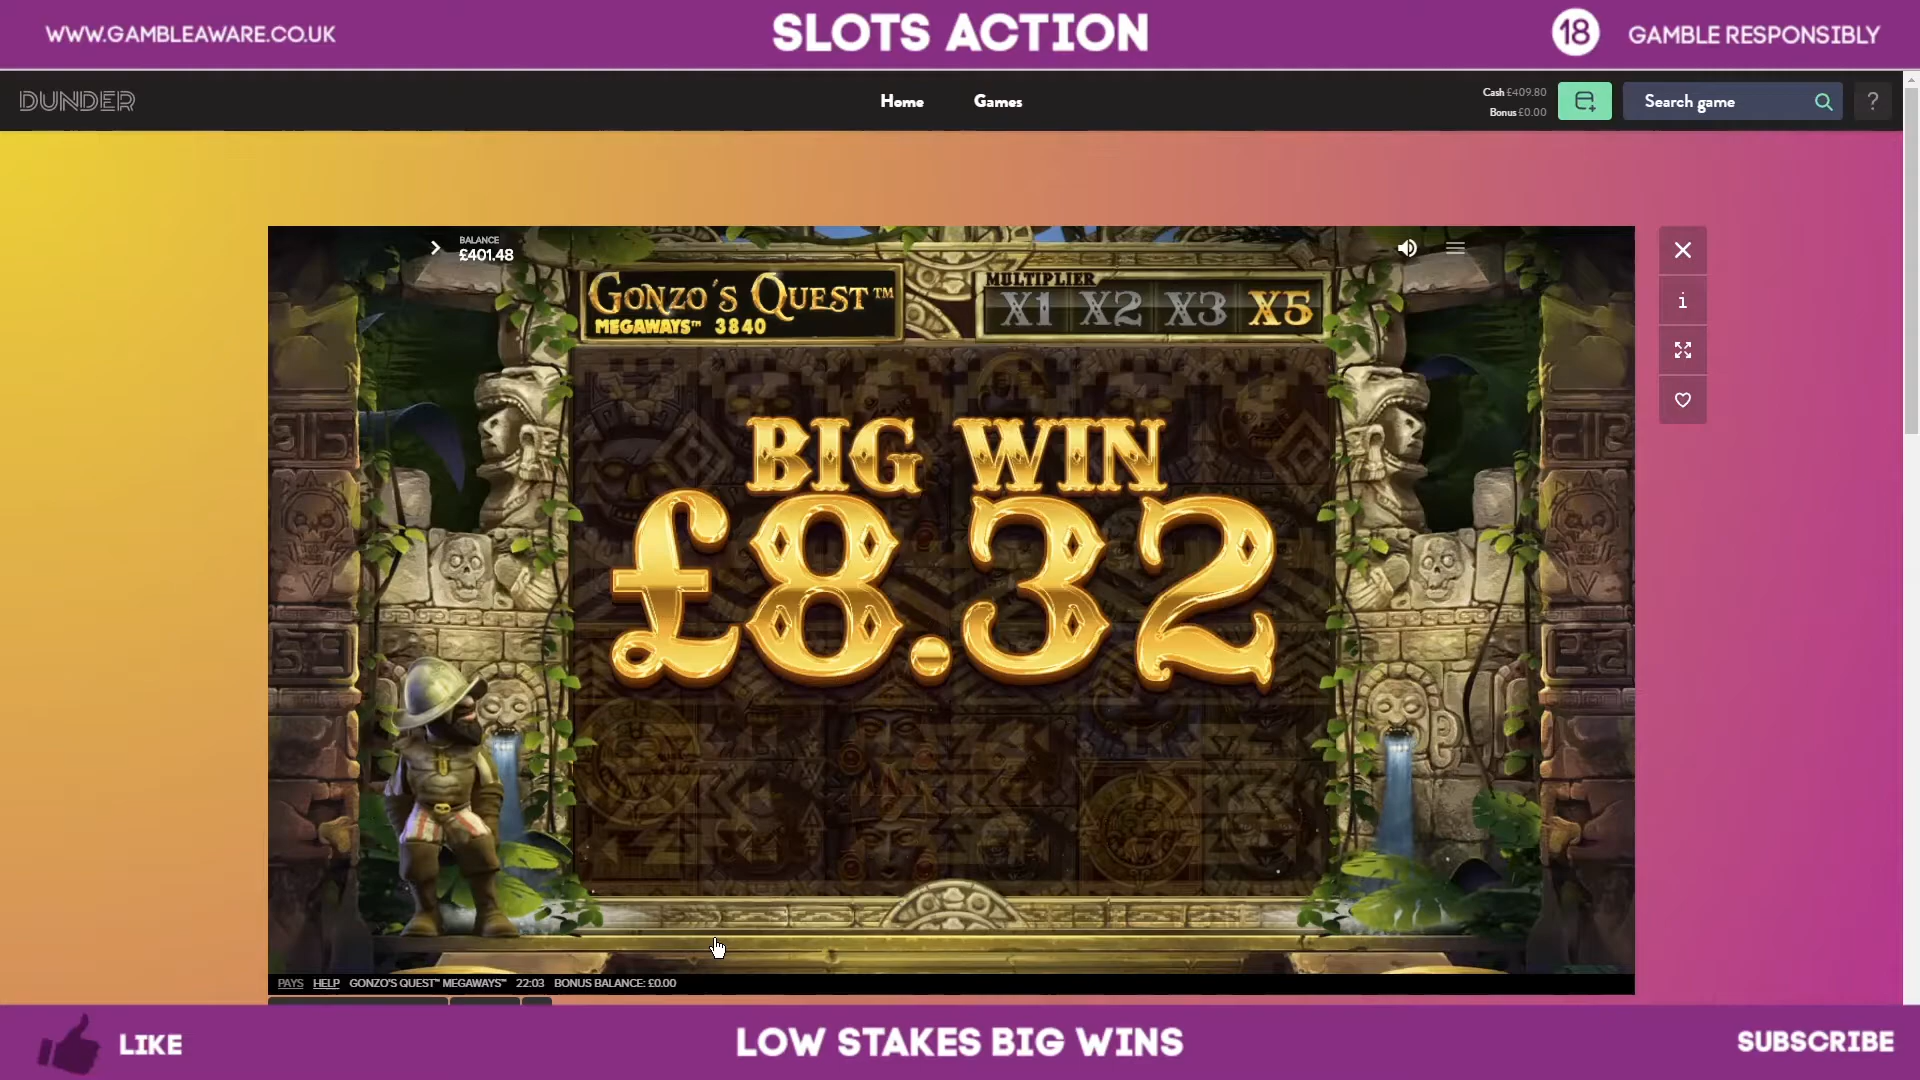 WWW.GAMBLEAWARE.CO.UK
SLOTS ACTION
18
GAMBLE RESPONSIBLY
DUNDER
Home
Games
Cash £409.80
Bonus £0.00
Search game
?
BALANCE
£401.48
GONZO'S QUEST™
MEGAWAYS™ 3840
MULTIPLIER
X1 X2 X3 X5
i
BIG WIN
£8.32
PAYS HELP GONZO'S QUEST™ MEGAWAYS™ 22:03 BONUS BALANCE: £0.00
LIKE
LOW STAKES BIG WINS
SUBSCRIBE